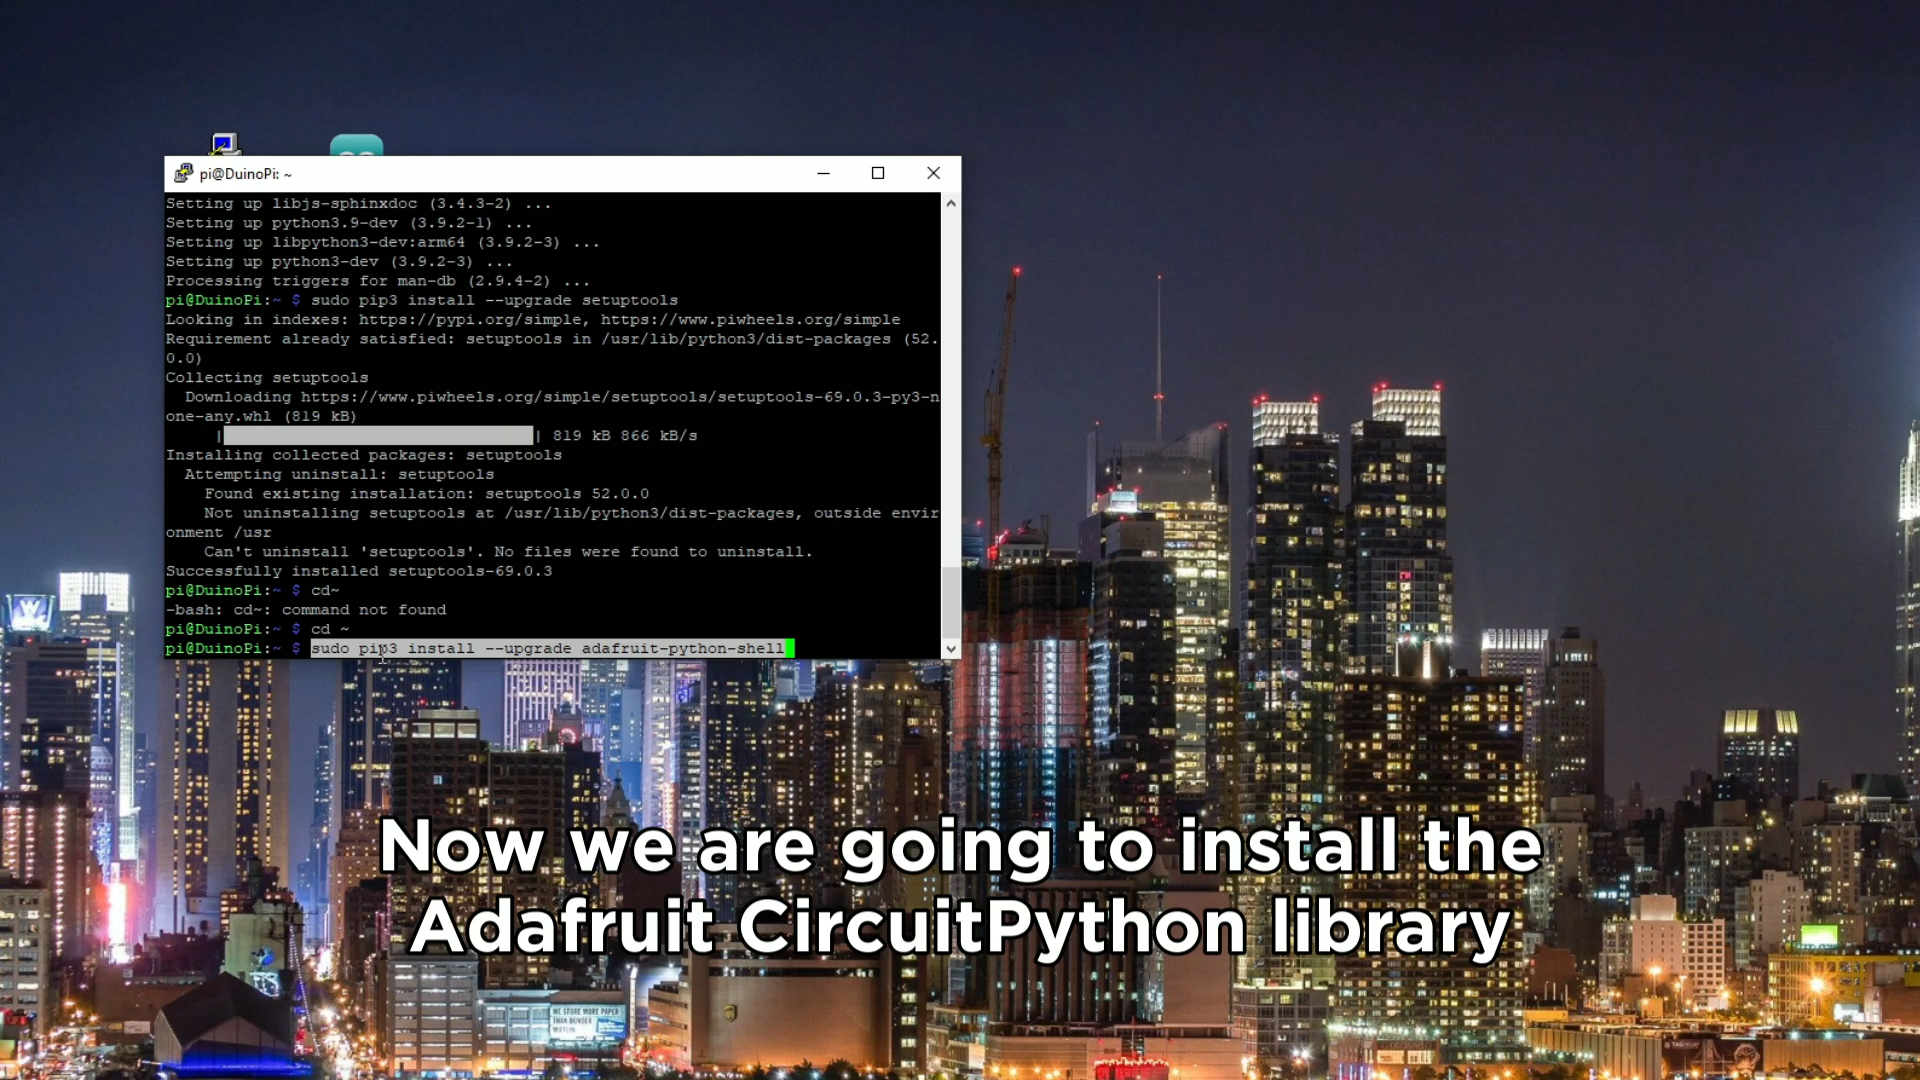 pi@DuinoPi: ~
Setting up libjs-sphinxdoc (3.4.3-2) ...
Setting up python3.9-dev (3.9.2-1) ...
Setting up libpython3-dev:arm64 (3.9.2-3) ...
Setting up python3-dev (3.9.2-3) ...
Processing triggers for man-db (2.9.4-2) ...
pi@DuinoPi:~ $ sudo pip3 install --upgrade setuptools
Looking in indexes: https://pypi.org/simple, https://www.piwheels.org/simple
Requirement already satisfied: setuptools in /usr/lib/python3/dist-packages (52.
0.0)
Collecting setuptools
Downloading https://www.piwheels.org/simple/setuptools/setuptools-69.0.3-py3-n
one-any.whl (819 kB)
| | 819 kB 866 kB/s
Installing collected packages: setuptools
Attempting uninstall: setuptools
Found existing installation: setuptools 52.0.0
Not uninstalling setuptools at /usr/lib/python3/dist-packages, outside envir
onment /usr
Can't uninstall 'setuptools'. No files were found to uninstall.
Successfully installed setuptools-69.0.3
pi@DuinoPi:~ $ cd~
-bash: cd~: command not found
pi@DuinoPi:~ $ cd ~
pi@DuinoPi:~ $ sudo pip3 install --upgrade adafruit-python-shell
W
Now we are going to install the
Adafruit CircuitPython library
WE STORE MORE PAPER
THAN DUNDER
MIFFLIN